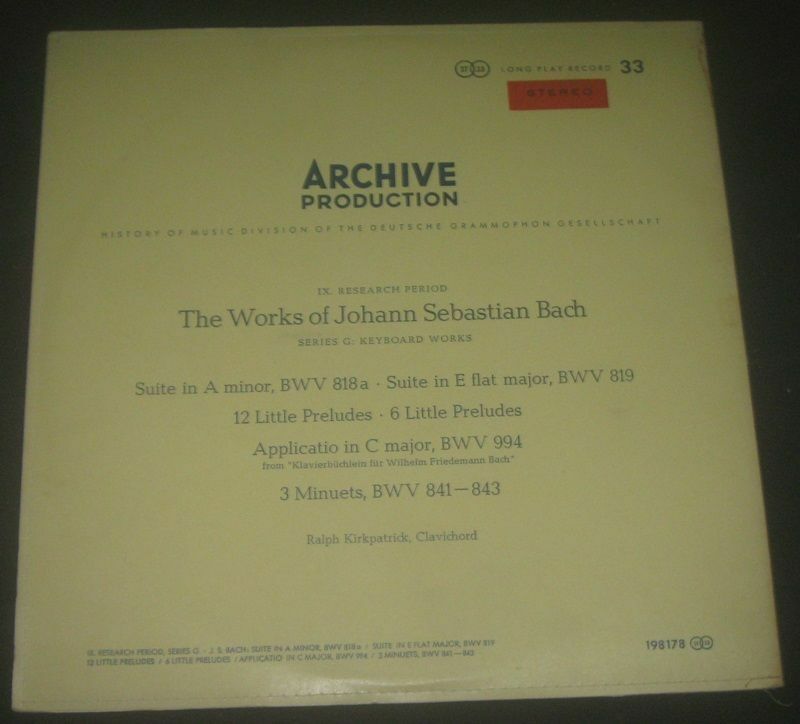 LONG PLAY RECORD 33
STEREO
ARCHIVE
PRODUCTION
HISTORY OF MUSIC DIVISION OF THE DEUTSCHE GRAMMOPHON GESELLSCHAFT
IX. RESEARCH PERIOD
The Works of Johann Sebastian Bach
SERIES G: KEYBOARD WORKS
Suite in A minor, BWV 818a · Suite in E flat major, BWV 819
12 Little Preludes · 6 Little Preludes
Applicatio in C major, BWV 994
from "Klavierbüchlein für Wilhelm Friedemann Bach"
3 Minuets, BWV 841—843
Ralph Kirkpatrick, Clavichord
IX. RESEARCH PERIOD, SERIES G · J. S. BACH: SUITE IN A MINOR, BWV 818a / SUITE IN E FLAT MAJOR, BWV 819
12 LITTLE PRELUDES / 6 LITTLE PRELUDES / APPLICATIO IN C MAJOR, BWV 994 / 3 MINUETS, BWV 841—843
198178